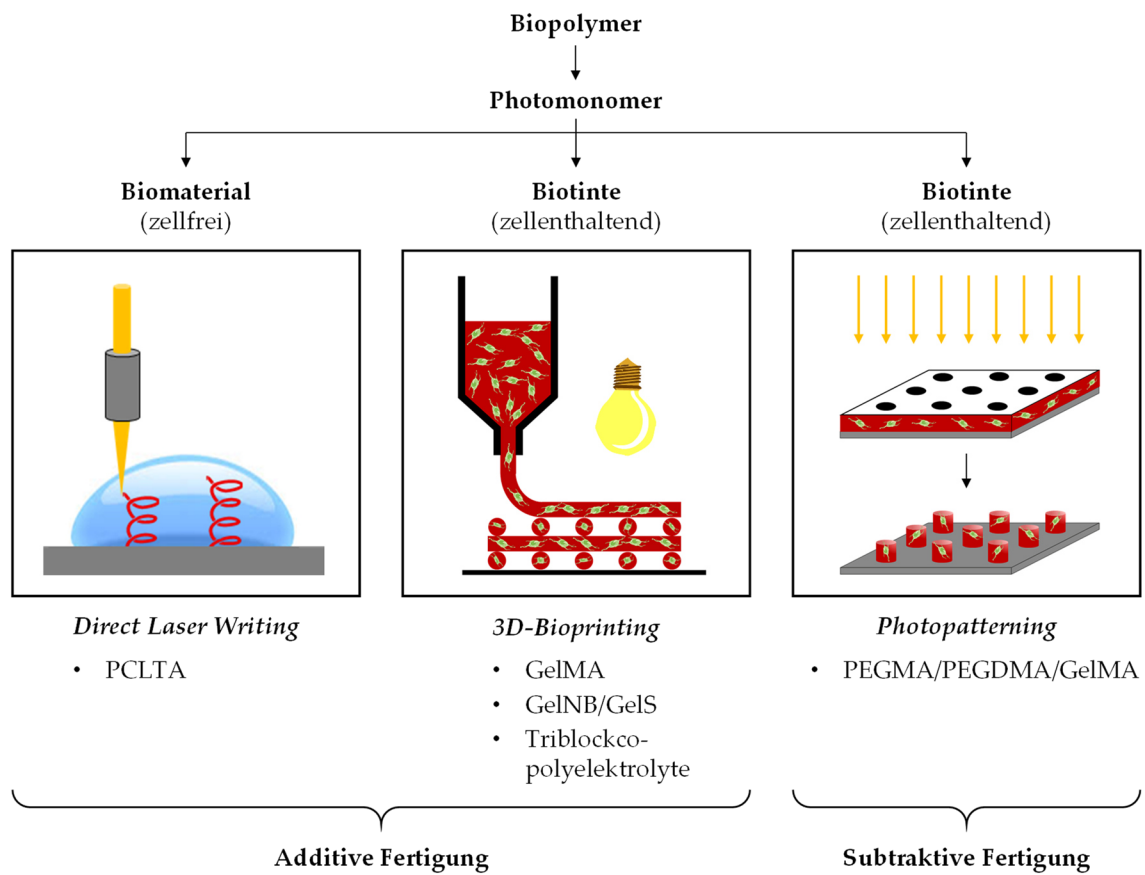 Biopolymer
Photomonomer
Biomaterial
(zellfrei)
Biotinte
(zellenthaltend)
Biotinte
(zellenthaltend)
Direct Laser Writing
• PCLTA
3D-Bioprinting
• GelMA
• GelNB/GelS
• Triblockco-
polyelektrolyte
Photopatterning
• PEGMA/PEGDMA/GelMA
Additive Fertigung
Subtraktive Fertigung